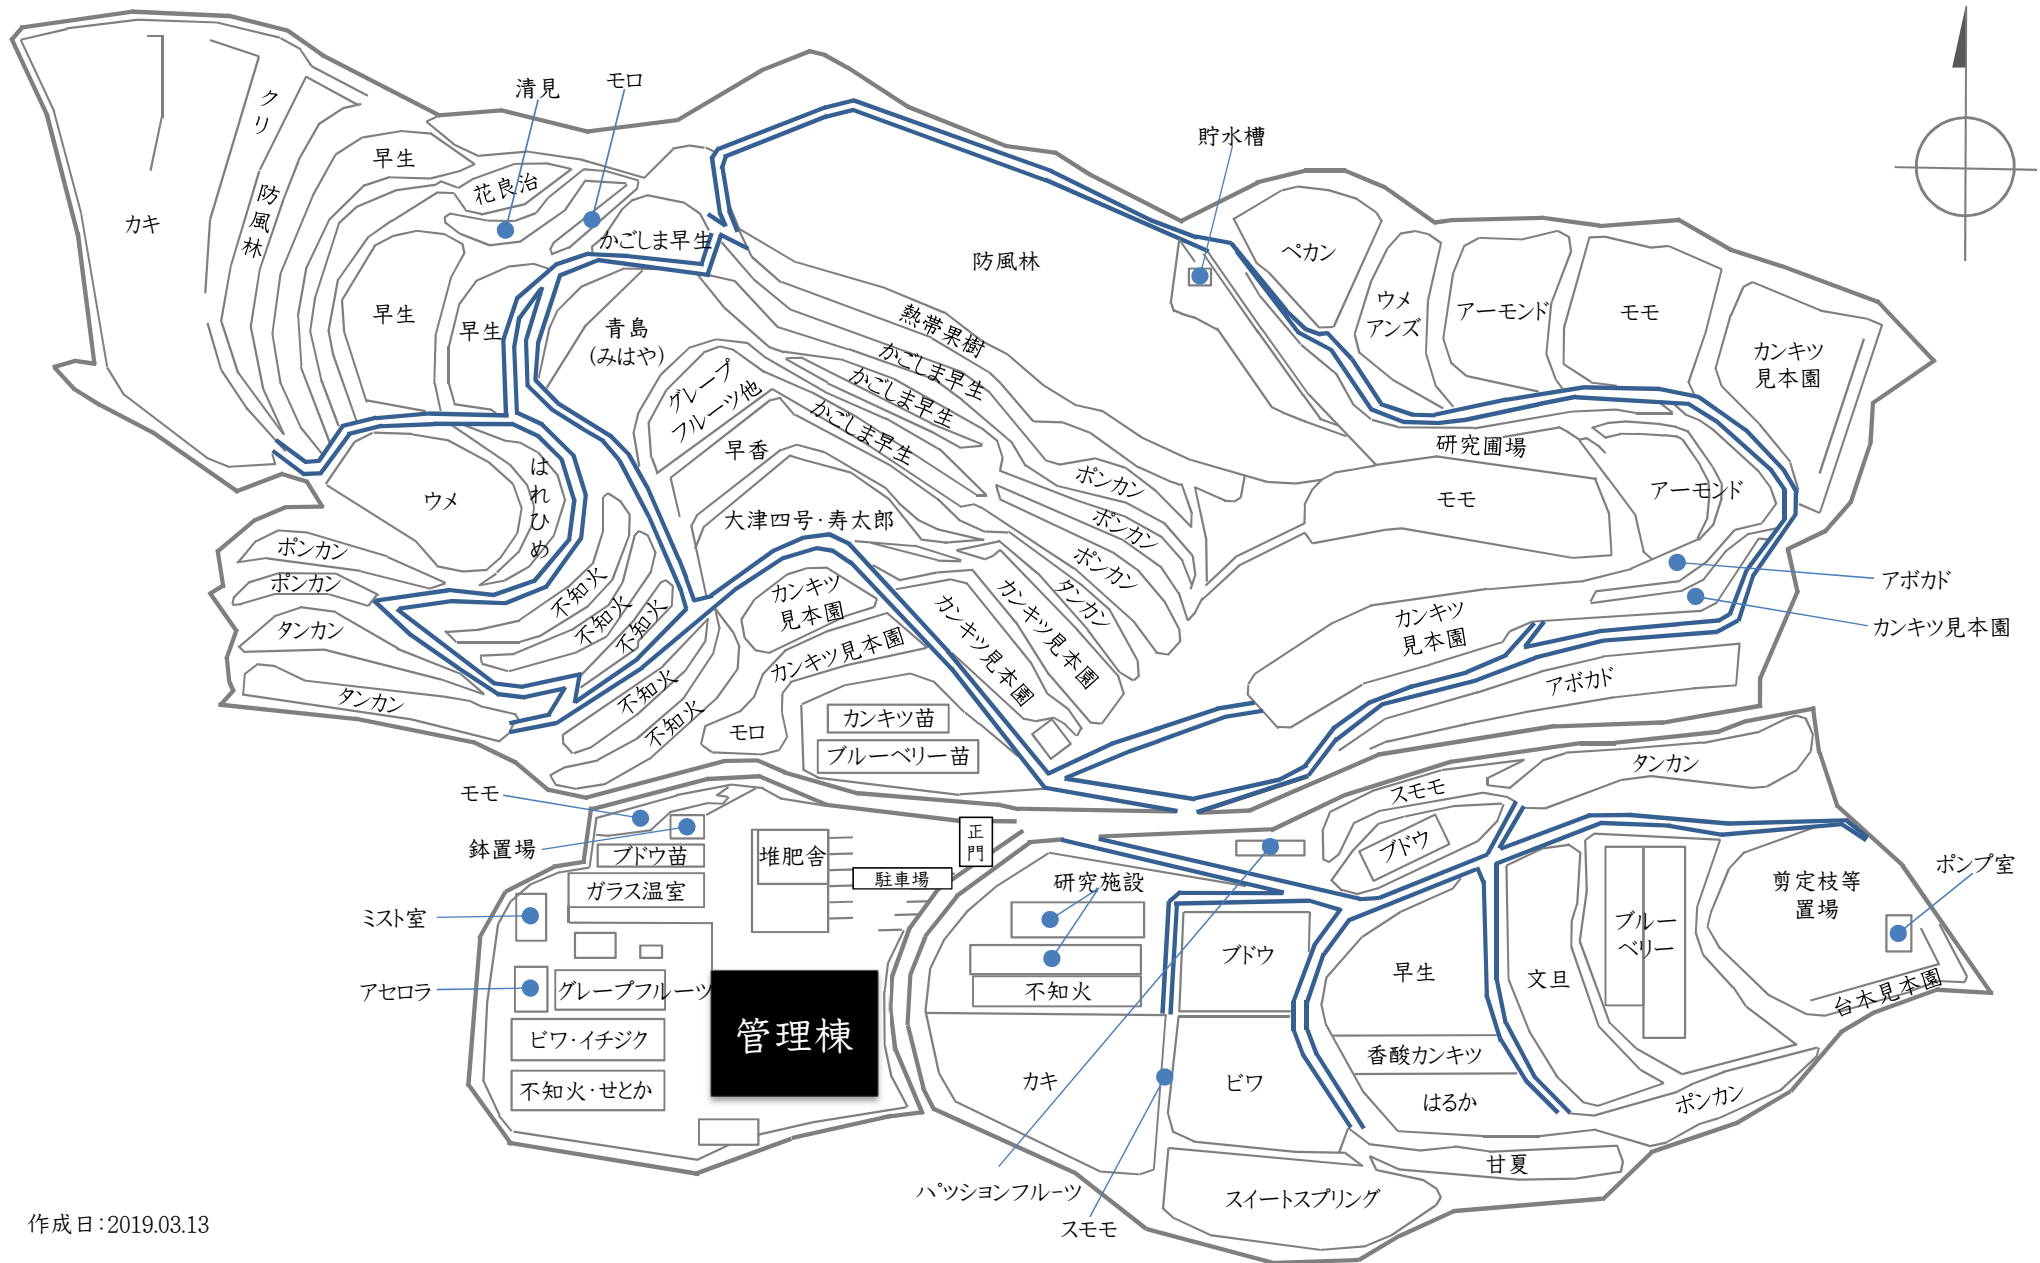 清見
モロ
クリ
貯水槽
早生
花良治
防風林
カキ
かごしま早生
防風林
ペカン
早生
早生
青島
(みはや)
熱帯果樹
ウメ
アンズ
アーモンド
モモ
カンキツ
見本園
かごしま早生
かごしま早生
かごしま早生
グレープ
フルーツ他
早香
研究圃場
はれひめ
ウメ
大津四号・寿太郎
ポンカン
ポンカン
ポンカン
モモ
アーモンド
ポンカン
ポンカン
タンカン
タンカン
不知火
不知火
不知火
不知火
不知火
カンキツ
見本園
カンキツ見本園
カンキツ見本園
カンキツ見本園
タンカン
カンキツ
見本園
アボカド
カンキツ見本園
アボカド
モロ
カンキツ苗
ブルーベリー苗
タンカン
スモモ
ブドウ
モモ
鉢置場
ブドウ苗
ガラス温室
堆肥舎
正門
駐車場
ミスト室
アセロラ
グレープフルーツ
ビワ・イチジク
不知火・せとか
管理棟
研究施設
不知火
ブドウ
カキ
ビワ
早生
香酸カンキツ
はるか
文旦
ブルー
ベリー
剪定枝等
置場
ポンプ室
台木見本園
ポンカン
甘夏
スイートスプリング
パッションフルーツ
スモモ
作成日:2019.03.13